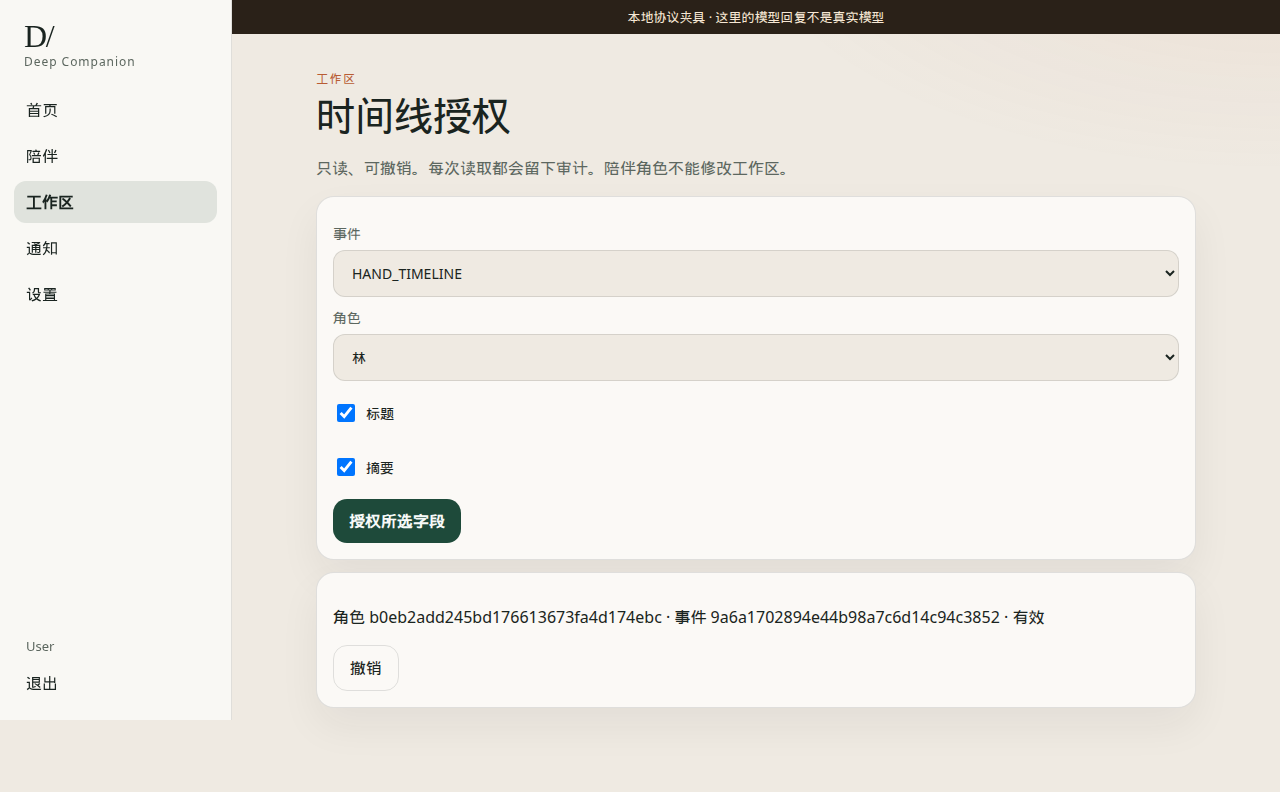 本地协议夹具 · 这里的模型回复不是真实模型
D/
Deep Companion
首页
陪伴
工作区
通知
设置
User
退出
工作区
时间线授权
只读、可撤销。每次读取都会留下审计。陪伴角色不能修改工作区。
事件
HAND_TIMELINE
角色
林
标题
摘要
授权所选字段
角色 b0eb2add245bd176613673fa4d174ebc · 事件 9a6a1702894e44b98a7c6d14c94c3852 · 有效
撤销